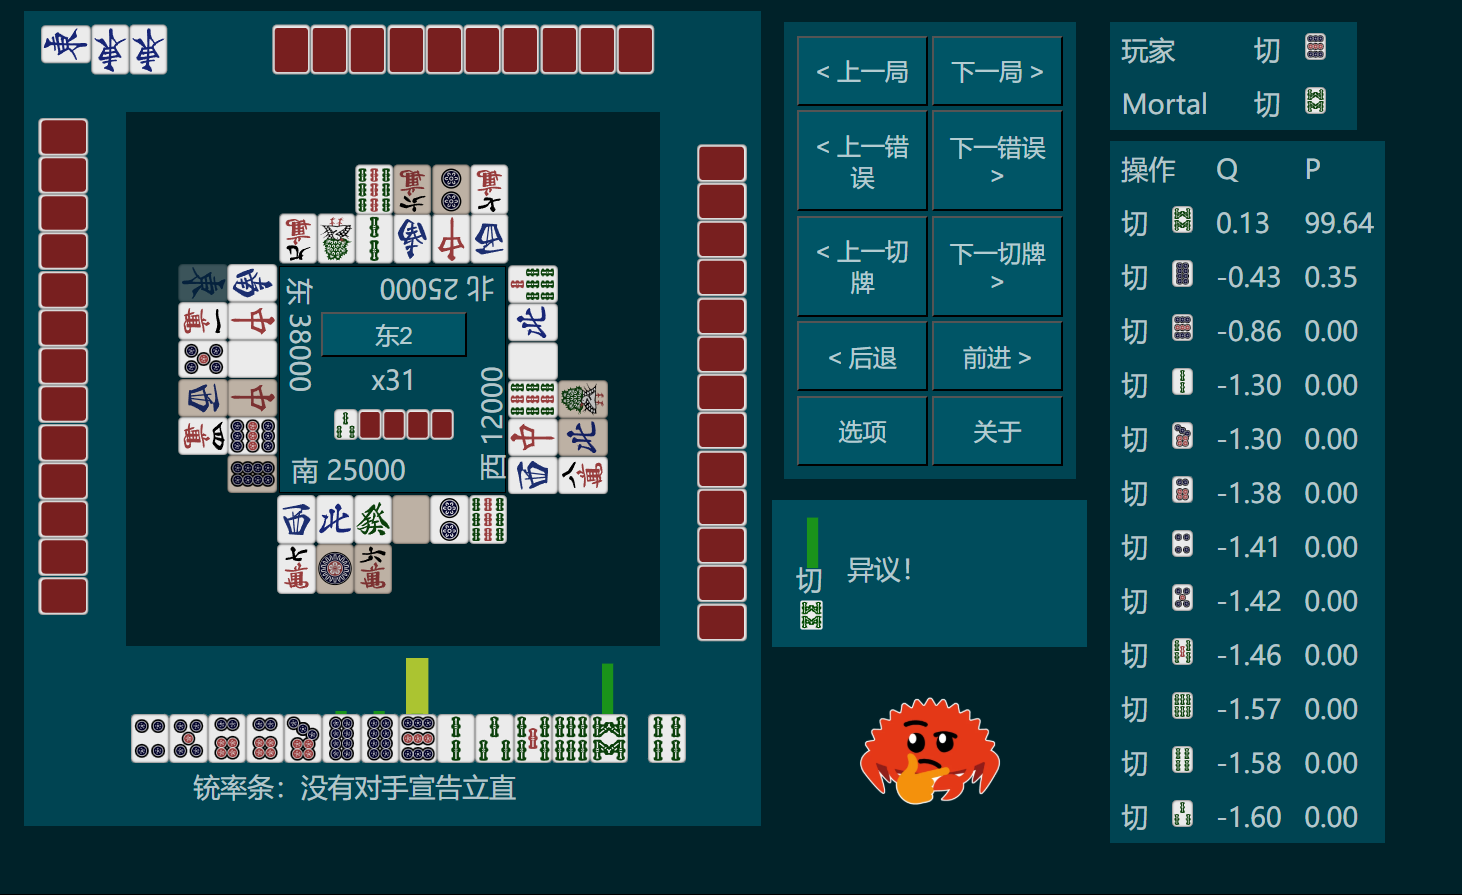 < 上一局
下一局 >
< 上一错
误
下一错误
>
< 上一切
牌
下一切牌
>
< 后退
前进 >
选项
关于
玩家 切
Mortal 切
操作 Q P
切 0.13 99.64
切 -0.43 0.35
切 -0.86 0.00
切 -1.30 0.00
切 -1.30 0.00
切 -1.38 0.00
切 -1.41 0.00
切 -1.42 0.00
切 -1.46 0.00
切 -1.57 0.00
切 -1.58 0.00
切 -1.60 0.00
北 25000
东 38000
东2
x31
西 12000
南 25000
切
异议！
铳率条：没有对手宣告立直